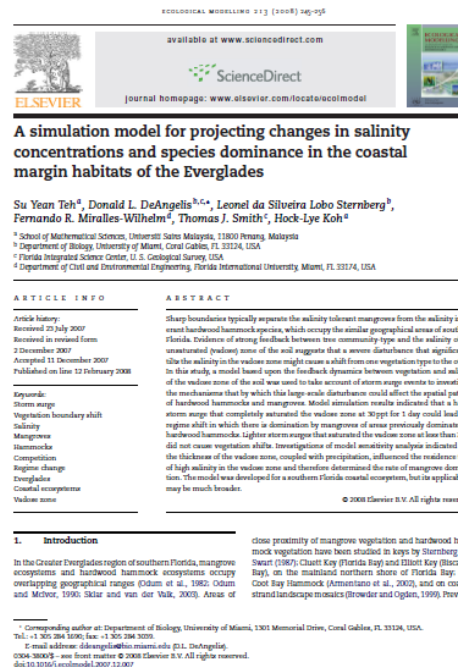 ECOLOGICAL MODELLING 213 (2008) 245–256
available at www.sciencedirect.com
ScienceDirect
journal homepage: www.elsevier.com/locate/ecolmodel
ELSEVIER
A simulation model for projecting changes in salinity
concentrations and species dominance in the coastal
margin habitats of the Everglades
Su Yean Teh a, Donald L. DeAngelis b,c,*, Leonel da Silveira Lobo Sternberg b,
Fernando R. Miralles-Wilhelm d, Thomas J. Smith c, Hock-Lye Koh a
a School of Mathematical Sciences, Universiti Sains Malaysia, 11800 Penang, Malaysia
b Department of Biology, University of Miami, Coral Gables, FL 33124, USA
c Florida Integrated Science Center, U. S. Geological Survey, USA
d Department of Civil and Environmental Engineering, Florida International University, Miami, FL 33174, USA
ARTICLE INFO
Article history:
Received 23 July 2007
Received in revised form
2 December 2007
Accepted 11 December 2007
Published on line 12 February 2008
Keywords:
Storm surge
Vegetation boundary shift
Salinity
Mangroves
Hammocks
Competition
Regime change
Everglades
Coastal ecosystems
Vadose zone
ABSTRACT
Sharp boundaries typically separate the salinity tolerant mangroves from the salinity in
erant hardwood hammock species, which occupy the similar geographical areas of sout
Florida. Evidence of strong feedback between tree community-type and the salinity o
unsaturated (vadose) zone of the soil suggests that a severe disturbance that signific
tilts the salinity in the vadose zone might cause a shift from one vegetation type to the o
In this study, a model based upon the feedback dynamics between vegetation and sal
of the vadose zone of the soil was used to take account of storm surge events to investi
the mechanisms that by which this large-scale disturbance could affect the spatial pat
of hardwood hammocks and mangroves. Model simulation results indicated that a h
storm surge that completely saturated the vadose zone at 30 ppt for 1 day could lead
regime shift in which there is domination by mangroves of areas previously dominate
hardwood hammocks. Lighter storm surges that saturated the vadose zone at less than
did not cause vegetation shifts. Investigations of model sensitivity analysis indicated
the thickness of the vadose zone, coupled with precipitation, influenced the residence
of high salinity in the vadose zone and therefore determined the rate of mangrove dom
tion. The model was developed for a southern Florida coastal ecosystem, but its applicab
may be much broader.
© 2008 Elsevier B.V. All rights reser
1. Introduction
In the Greater Everglades region of southern Florida, mangrove
ecosystems and hardwood hammock ecosystems occupy
overlapping geographical ranges (Odum et al., 1982; Odum
and McIvor, 1990; Sklar and van der Valk, 2003). Areas of
close proximity of mangrove vegetation and hardwood h
mock vegetation have been studied in keys by Sternberg
Swart (1987); Cluett Key (Florida Bay) and Elliott Key (Bisc
Bay), on the mainland northern shore of Florida Bay:
Coot Bay Hammock (Armentano et al., 2002), and on co
strand landscape mosaics (Browder and Ogden, 1999). Prev
* Corresponding author at: Department of Biology, University of Miami, 1301 Memorial Drive, Coral Gables, FL 33124, USA.
Tel.: +1 305 284 1690; fax: +1 305 284 3039.
E-mail address: ddeangelis@bio.miami.edu (D.L. DeAngelis).
0304-3800/$ – see front matter © 2008 Elsevier B.V. All rights reserved.
doi:10.1016/j.ecolmodel.2007.12.007